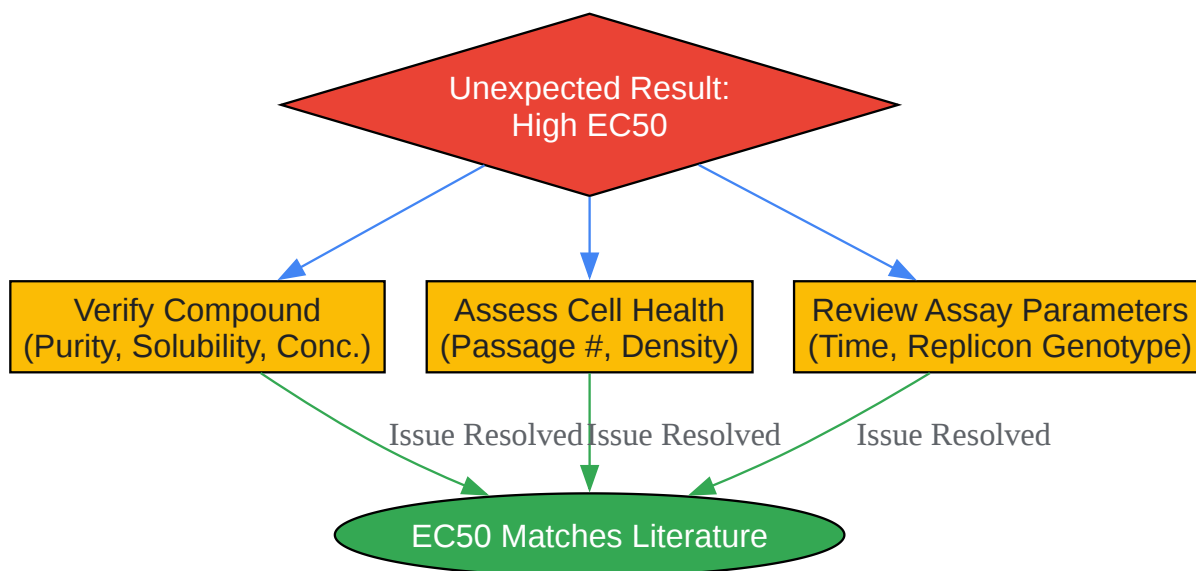 Unexpected Result:
High EC50
Verify Compound
(Purity, Solubility, Conc.)
Assess Cell Health
(Passage #, Density)
Review Assay Parameters
(Time, Replicon Genotype)
Issue Resolved
Issue Resolved
Issue Resolved
EC50 Matches Literature